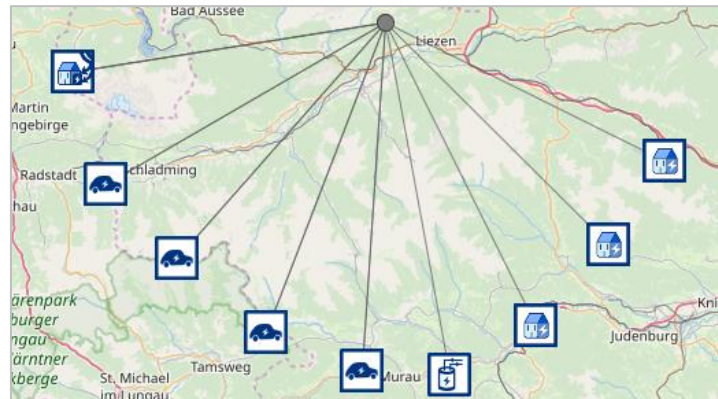 Bad Aussee
Liezen
Martin
ngebirge
Radstadt
chladming
hau
ärenpark
burger
ngau
ärntner
kberge
Tamsweg
St. Michael
im Lungau
Murau
Judenburg
Kni